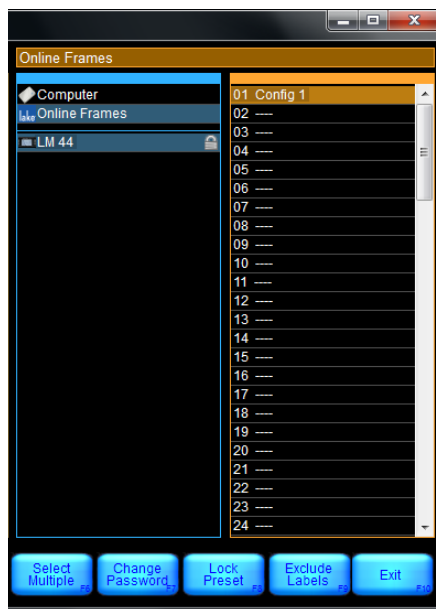 Online Frames
Computer
lake Online Frames
LM 44
01 Config 1
02 ----
03 ----
04 ----
05 ----
06 ----
07 ----
08 ----
09 ----
10 ----
11 ----
12 ----
13 ----
14 ----
15 ----
16 ----
17 ----
18 ----
19 ----
20 ----
21 ----
22 ----
23 ----
24 ----
Select Multiple F6
Change Password F7
Lock Preset F8
Exclude Labels F9
Exit F10